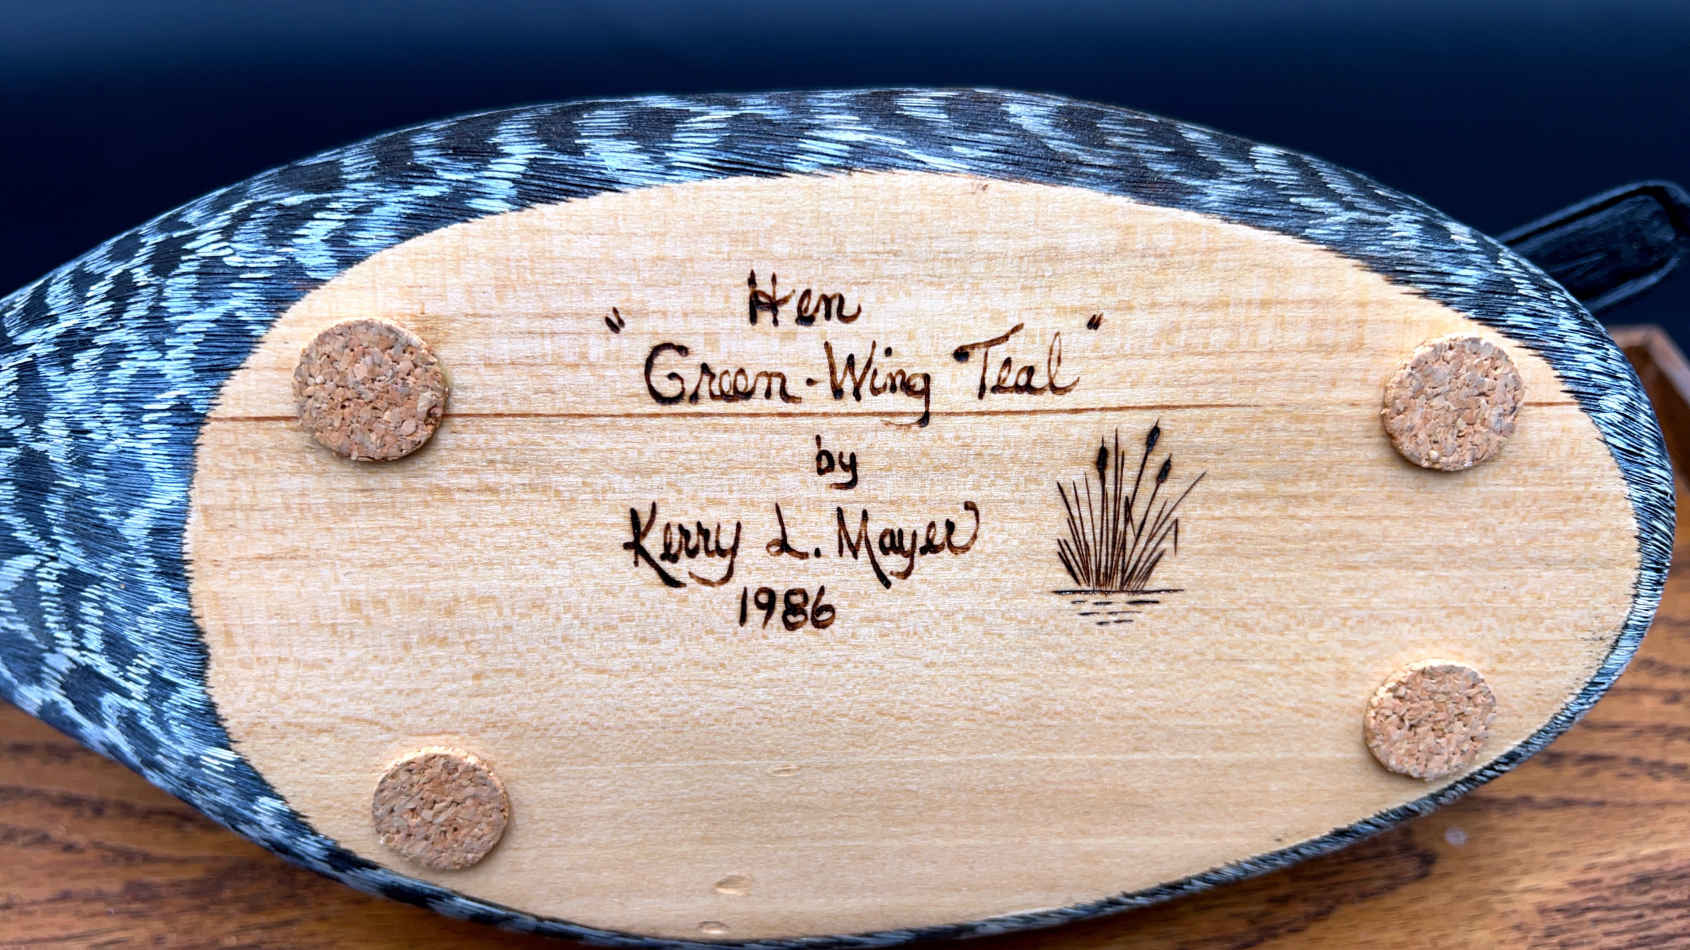 Hen
"Green-Wing Teal"
by
Kerry L. Mayer
1986